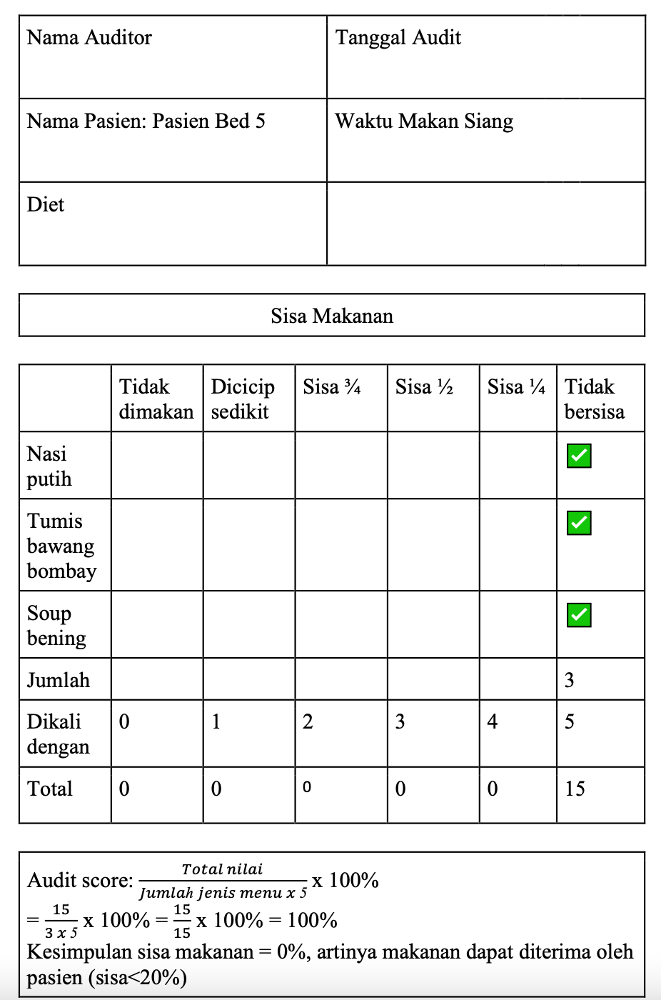 Nama Auditor
Tanggal Audit
Nama Pasien: Pasien Bed 5
Waktu Makan Siang
Diet
Sisa Makanan
Tidak dimakan
Dicicip sedikit
Sisa ¾
Sisa ½
Sisa ¼
Tidak bersisa
Nasi putih
✅
Tumis bawang bombay
✅
Soup bening
✅
Jumlah
3
Dikali dengan
0
1
2
3
4
5
Total
0
0
0
0
0
15
Audit score: Total nilai / Jumlah jenis menu x 5 x 100%
= 15 / 3 x 5 x 100% = 15 / 15 x 100% = 100%
Kesimpulan sisa makanan = 0%, artinya makanan dapat diterima oleh
pasien (sisa<20%)